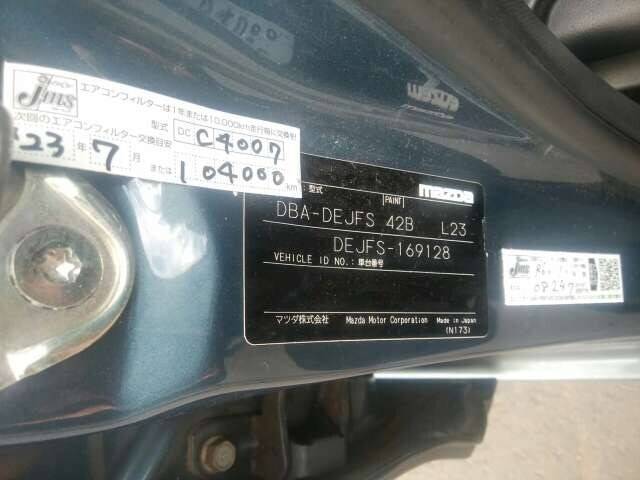 jms
エアコンフィルターは1年または10,000km走行毎に交換を!
次回のエアコンフィルター交換目安
型式 DC C4007
'23年 7月 または 104000 km
型式 PAINT mazda
DBA-DEJFS 42B L23
DEJFS-169128
VEHICLE ID NO.: 車台番号
マツダ株式会社 Mazda Motor Corporation Made in Japan
(N173)
jms